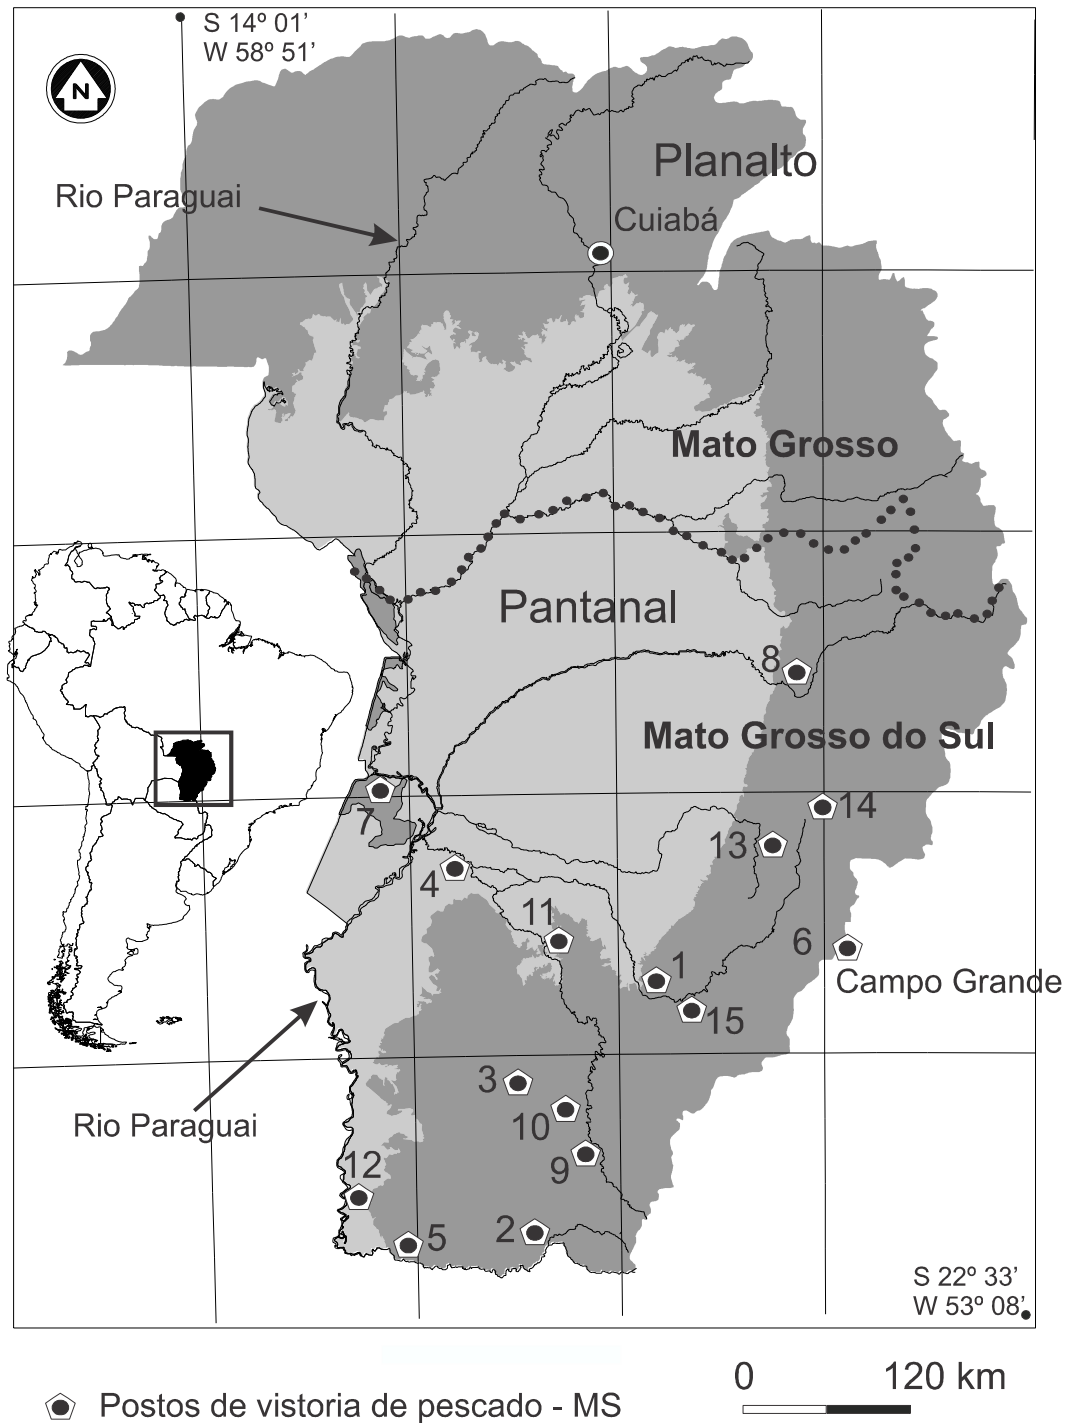 S 14º 01’
W 58º 51’
N
Planalto
Rio Paraguai
Cuiabá
Mato Grosso
Pantanal
8
Mato Grosso do Sul
7
14
13
4
11
6
1
Campo Grande
15
3
10
Rio Paraguai
9
12
2
5
S 22º 33’
W 53º 08’
0 120 km
Postos de vistoria de pescado - MS